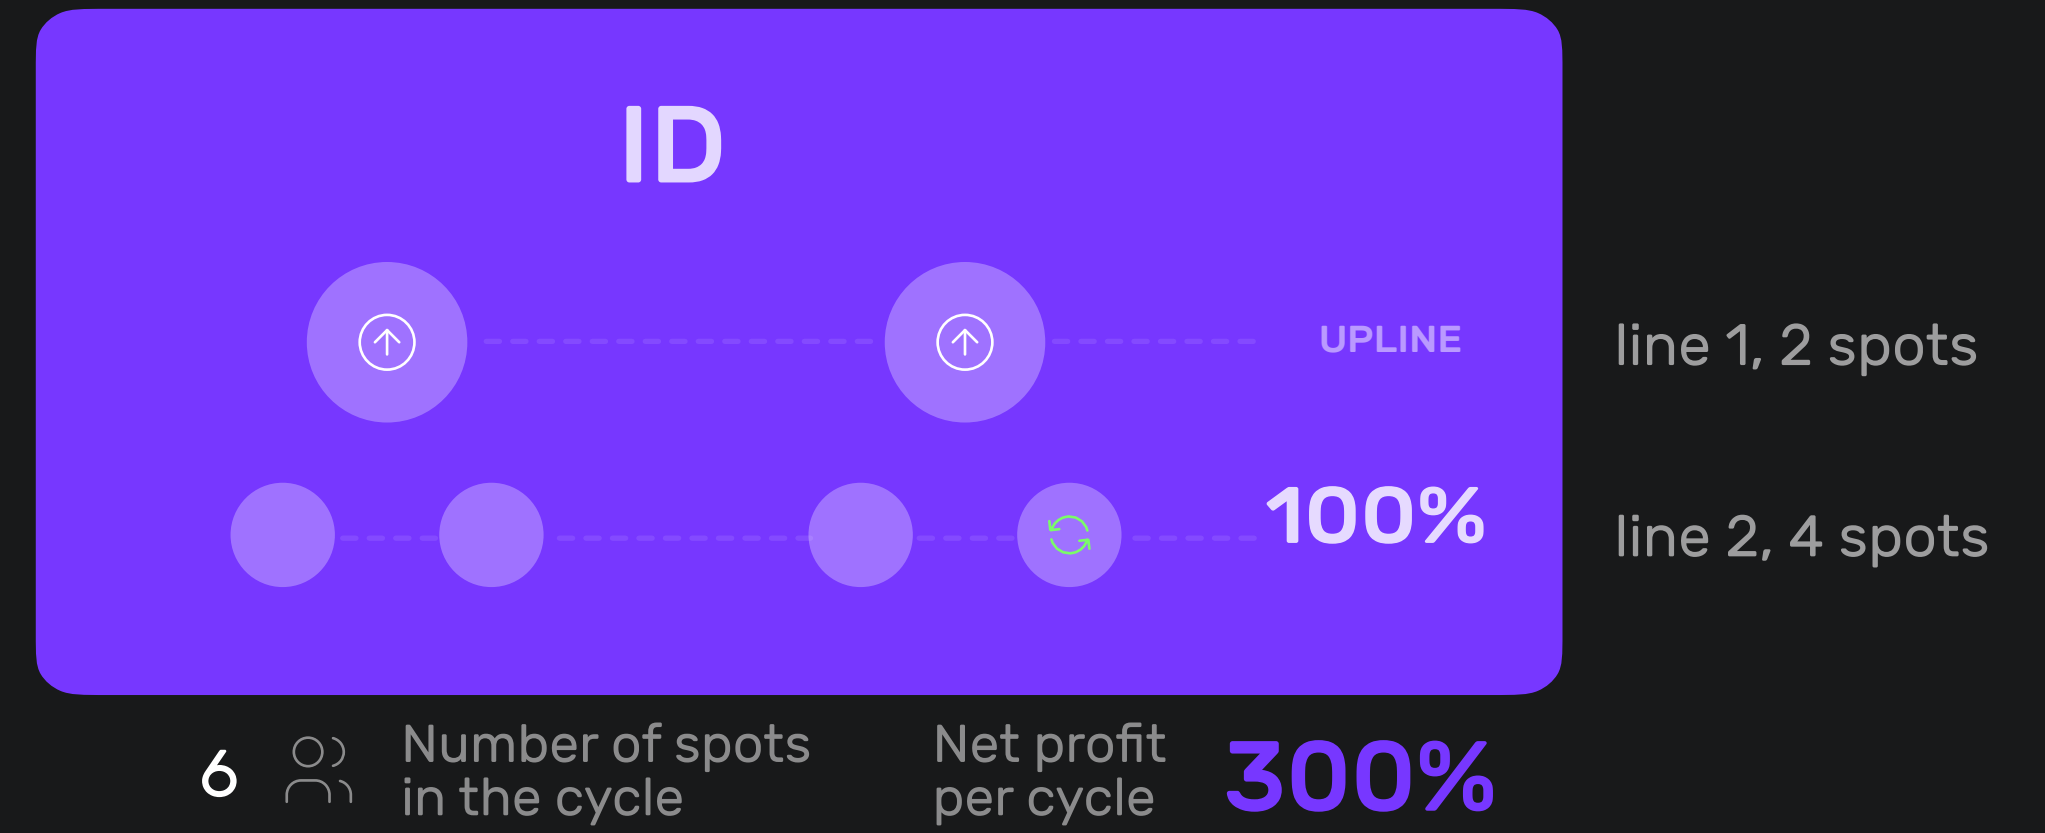 ID
UPLINE
line 1, 2 spots
100%
line 2, 4 spots
6
Number of spots
in the cycle
Net profit
per cycle
300%